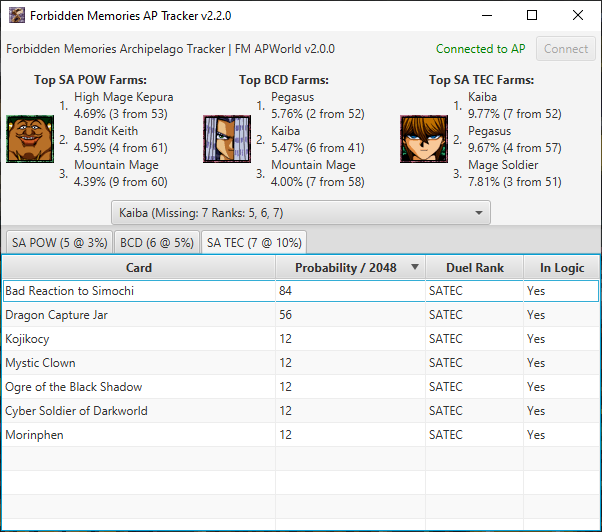 Forbidden Memories AP Tracker v2.2.0
Forbidden Memories Archipelago Tracker | FM APWorld v2.0.0
Connected to AP
Connect
Top SA POW Farms:
1. High Mage Kepura
4.69% (3 from 53)
2. Bandit Keith
4.59% (4 from 61)
3. Mountain Mage
4.39% (9 from 60)
Top BCD Farms:
1. Pegasus
5.76% (2 from 52)
2. Kaiba
5.47% (6 from 41)
3. Mountain Mage
4.00% (7 from 58)
Top SA TEC Farms:
1. Kaiba
9.77% (7 from 52)
2. Pegasus
9.67% (4 from 57)
3. Mage Soldier
7.81% (3 from 51)
Kaiba (Missing: 7 Ranks: 5, 6, 7)
SA POW (5 @ 3%) BCD (6 @ 5%) SA TEC (7 @ 10%)
Card Probability / 2048 Duel Rank In Logic
Bad Reaction to Simochi 84 SATEC Yes
Dragon Capture Jar 56 SATEC Yes
Kojikocy 12 SATEC Yes
Mystic Clown 12 SATEC Yes
Ogre of the Black Shadow 12 SATEC Yes
Cyber Soldier of Darkworld 12 SATEC Yes
Morinphen 12 SATEC Yes